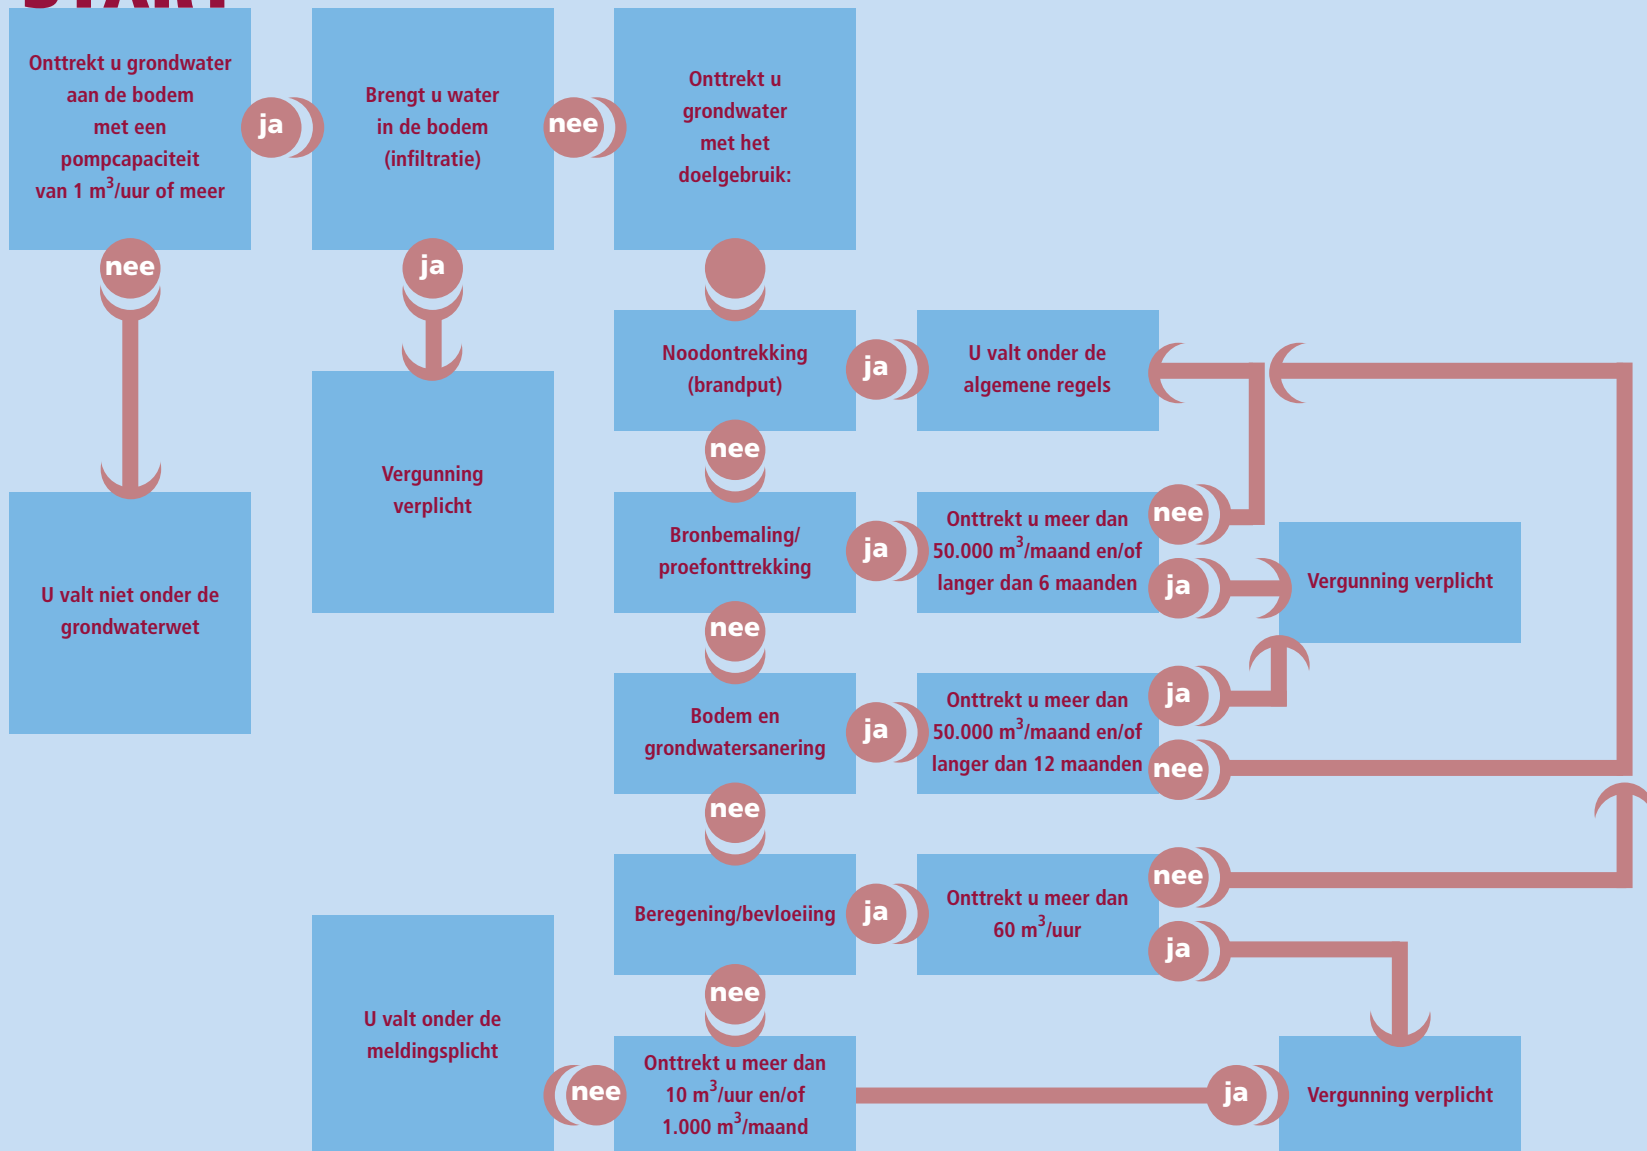 START
Onttrekt u grondwater
aan de bodem
met een
pompcapaciteit
van 1 m³/uur of meer
ja
Brengt u water
in de bodem
(infiltratie)
nee
Onttrekt u
grondwater
met het
doelgebruik:
nee
ja
Noodontrekking
(brandput)
ja
U valt onder de
algemene regels
Vergunning
verplicht
nee
U valt niet onder de
grondwaterwet
Bronbemaling/
proefonttrekking
ja
Onttrekt u meer dan
50.000 m³/maand en/of
langer dan 6 maanden
nee
ja
Vergunning verplicht
nee
Bodem en
grondwatersanering
ja
Onttrekt u meer dan
50.000 m³/maand en/of
langer dan 12 maanden
ja
nee
nee
Beregening/bevloeiing
ja
Onttrekt u meer dan
60 m³/uur
nee
ja
nee
U valt onder de
meldingsplicht
nee
Onttrekt u meer dan
10 m³/uur en/of
1.000 m³/maand
ja
Vergunning verplicht